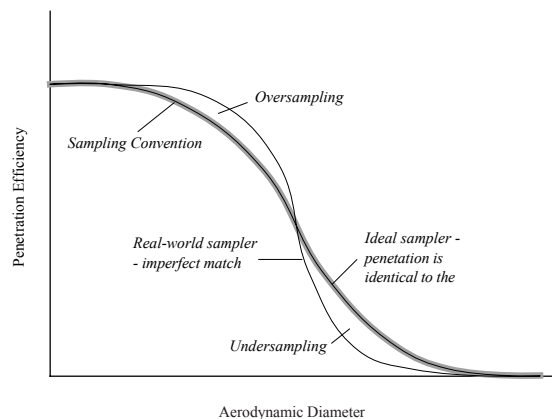 Oversampling
Sampling Convention
Penetration Efficiency
Real-world sampler
- imperfect match
Ideal sampler -
penetation is
identical to the
Undersampling
Aerodynamic Diameter